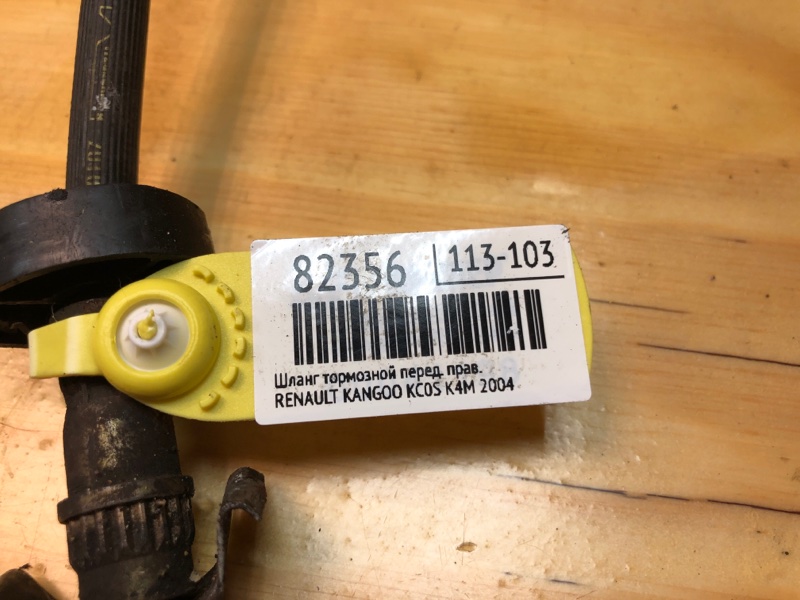 82356 113-103
Шланг тормозной перед. прав.
RENAULT KANGOO KC0S K4M 2004